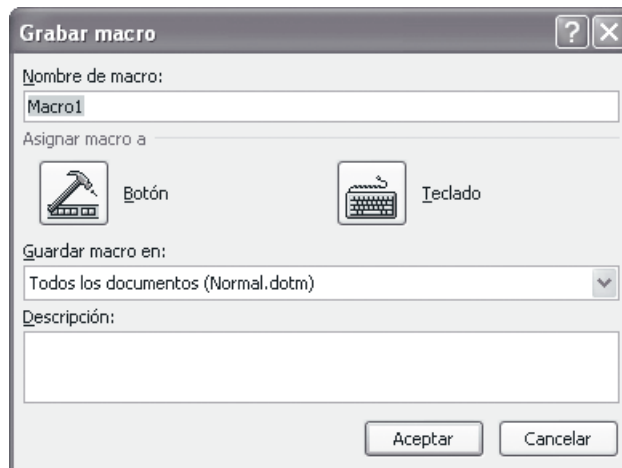 Grabar macro
Nombre de macro:
Macro1
Asignar macro a
Botón
Teclado
Guardar macro en:
Todos los documentos (Normal.dotm)
Descripción:
Aceptar
Cancelar